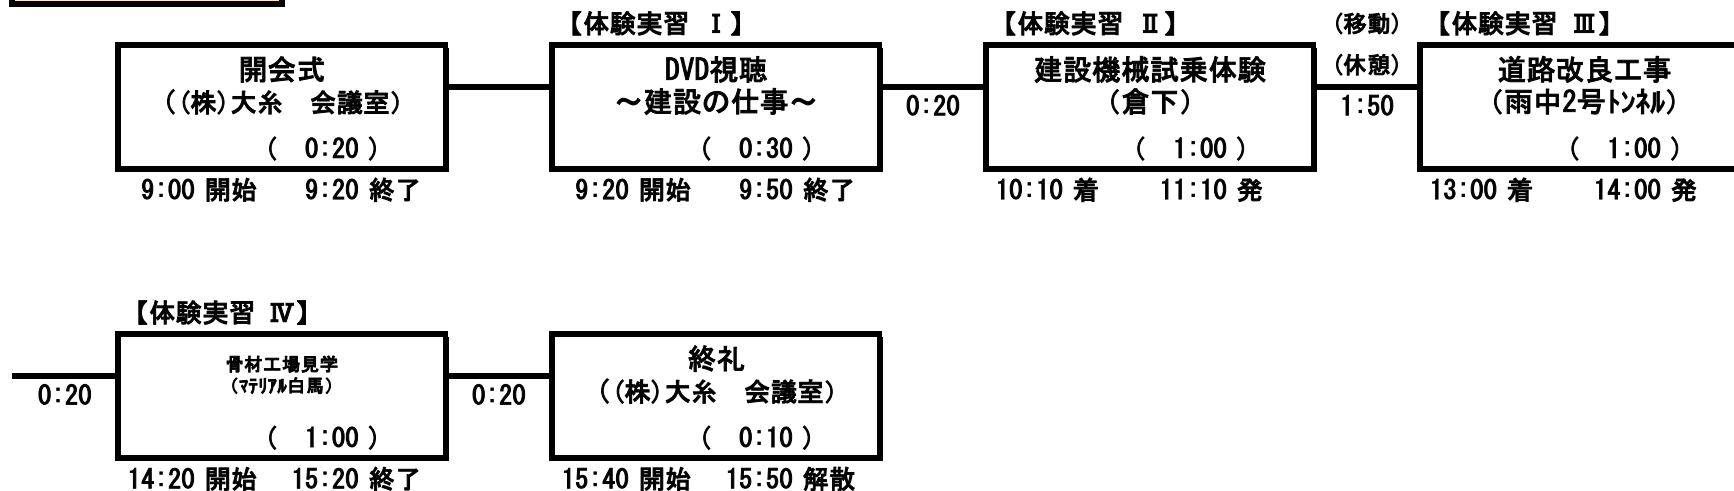 【体験実習 Ⅰ】
【体験実習 Ⅱ】
(移動)
【体験実習 Ⅲ】
開会式
((株)大糸 会議室)
( 0:20 )
9:00 開始 9:20 終了
DVD視聴
～建設の仕事～
( 0:30 )
9:20 開始 9:50 終了
0:20
建設機械試乗体験
(倉下)
( 1:00 )
10:10 着 11:10 発
(休憩)
1:50
道路改良工事
(雨中2号ﾄﾝﾈﾙ)
( 1:00 )
13:00 着 14:00 発
【体験実習 Ⅳ】
0:20
骨材工場見学
(ﾏﾃﾘｱﾙ白馬)
( 1:00 )
14:20 開始 15:20 終了
0:20
終礼
((株)大糸 会議室)
( 0:10 )
15:40 開始 15:50 解散